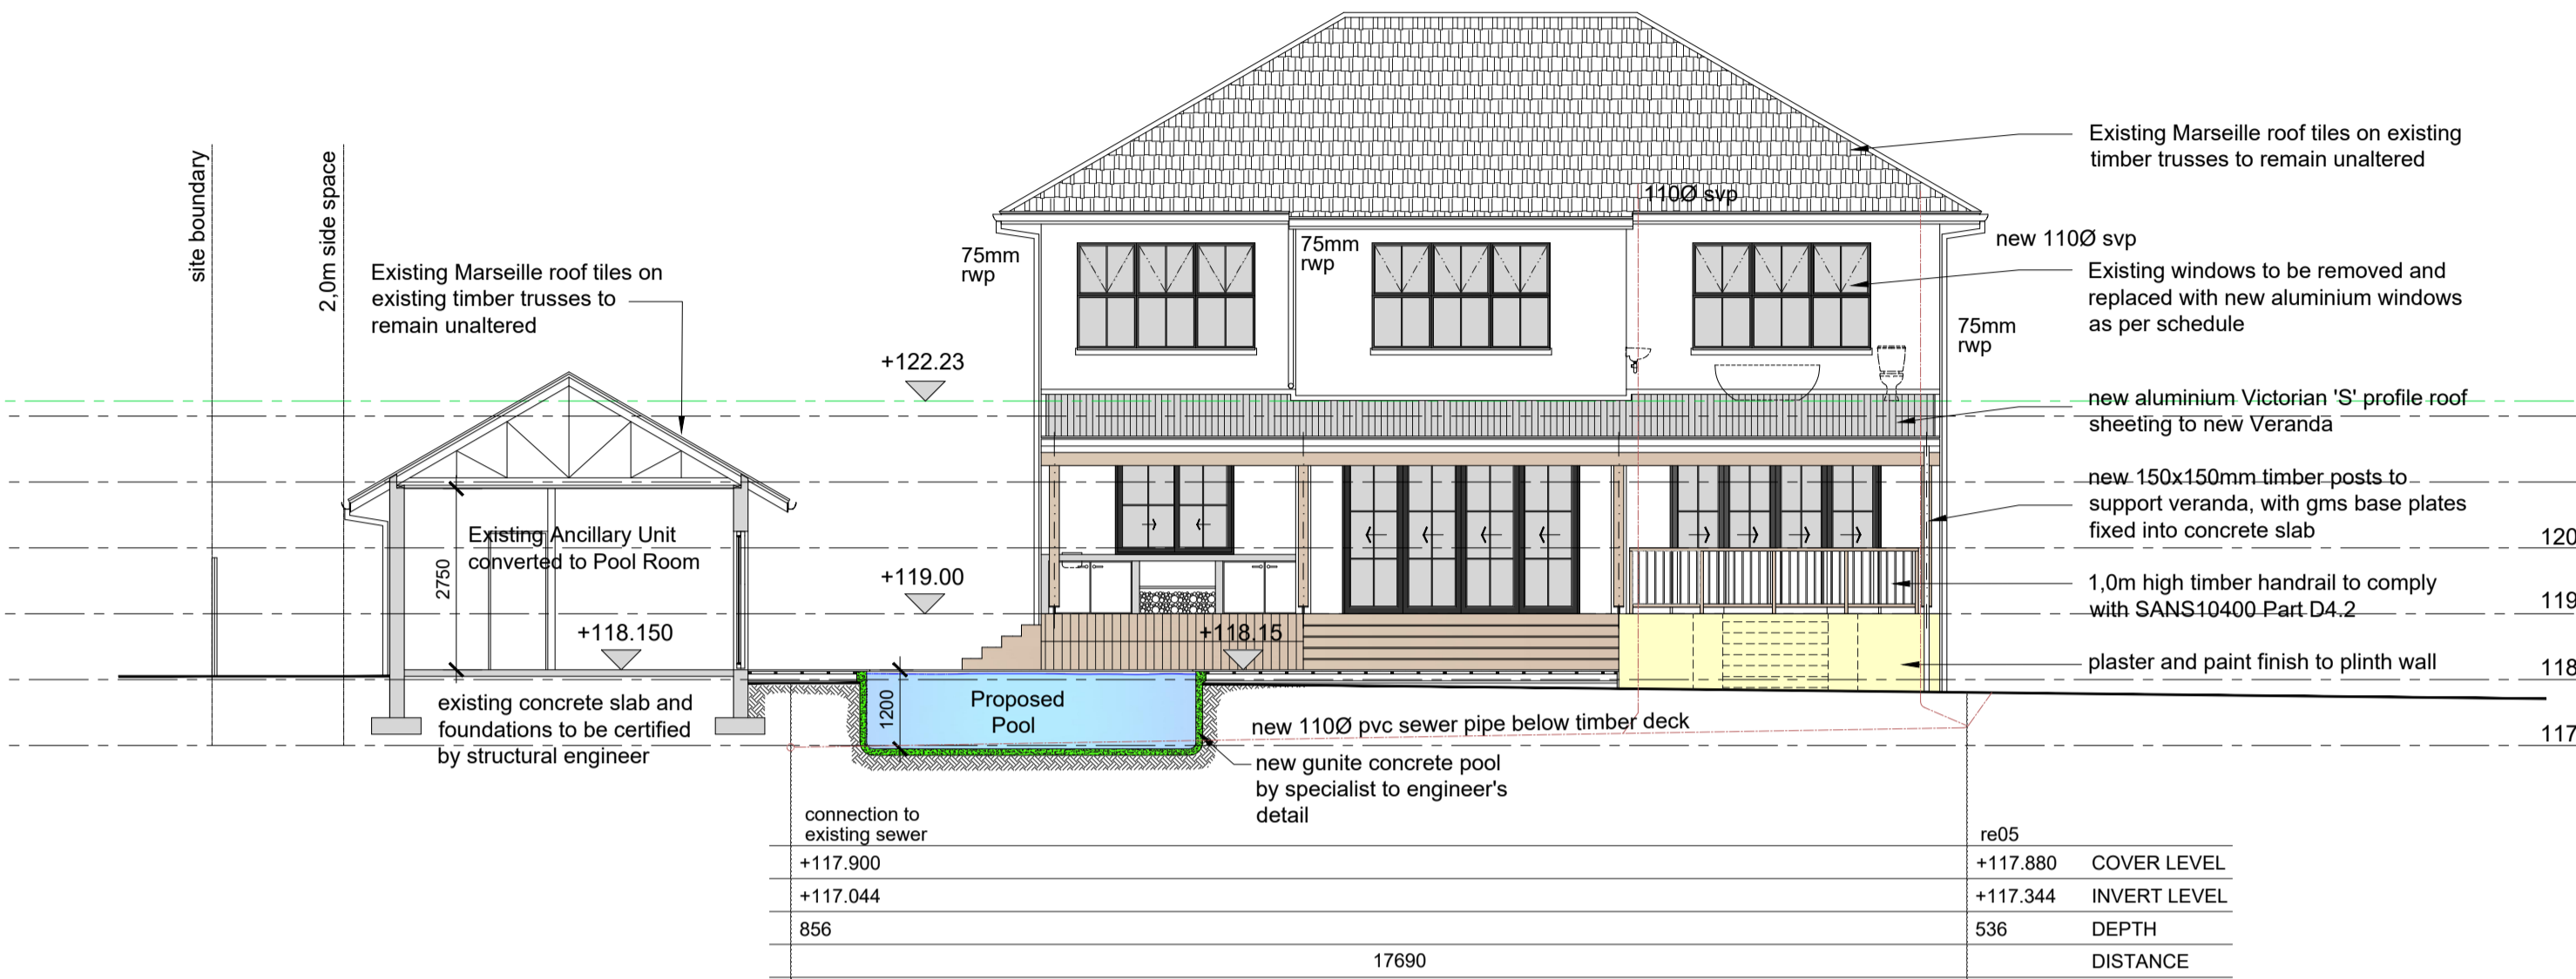 site boundary
2,0m side space
Existing Marseille roof tiles on
existing timber trusses to
remain unaltered
Existing Ancillary Unit
converted to Pool Room
2750
+118.150
existing concrete slab and
foundations to be certified
by structural engineer
+122.23
+119.00
75mm
rwp
75mm
rwp
110Ø svp
new 110Ø svp
75mm
rwp
Existing Marseille roof tiles on existing
timber trusses to remain unaltered
Existing windows to be removed and
replaced with new aluminium windows
as per schedule
new aluminium Victorian 'S' profile roof
sheeting to new Veranda
new 150x150mm timber posts to
support veranda, with gms base plates
fixed into concrete slab
1,0m high timber handrail to comply
with SANS10400 Part D4.2
plaster and paint finish to plinth wall
120
119
118
117
+118.15
1200
Proposed
Pool
new 110Ø pvc sewer pipe below timber deck
new gunite concrete pool
by specialist to engineer's
detail
connection to
existing sewer
re05
+117.900 +117.880 COVER LEVEL
+117.044 +117.344 INVERT LEVEL
856 536 DEPTH
17690 DISTANCE